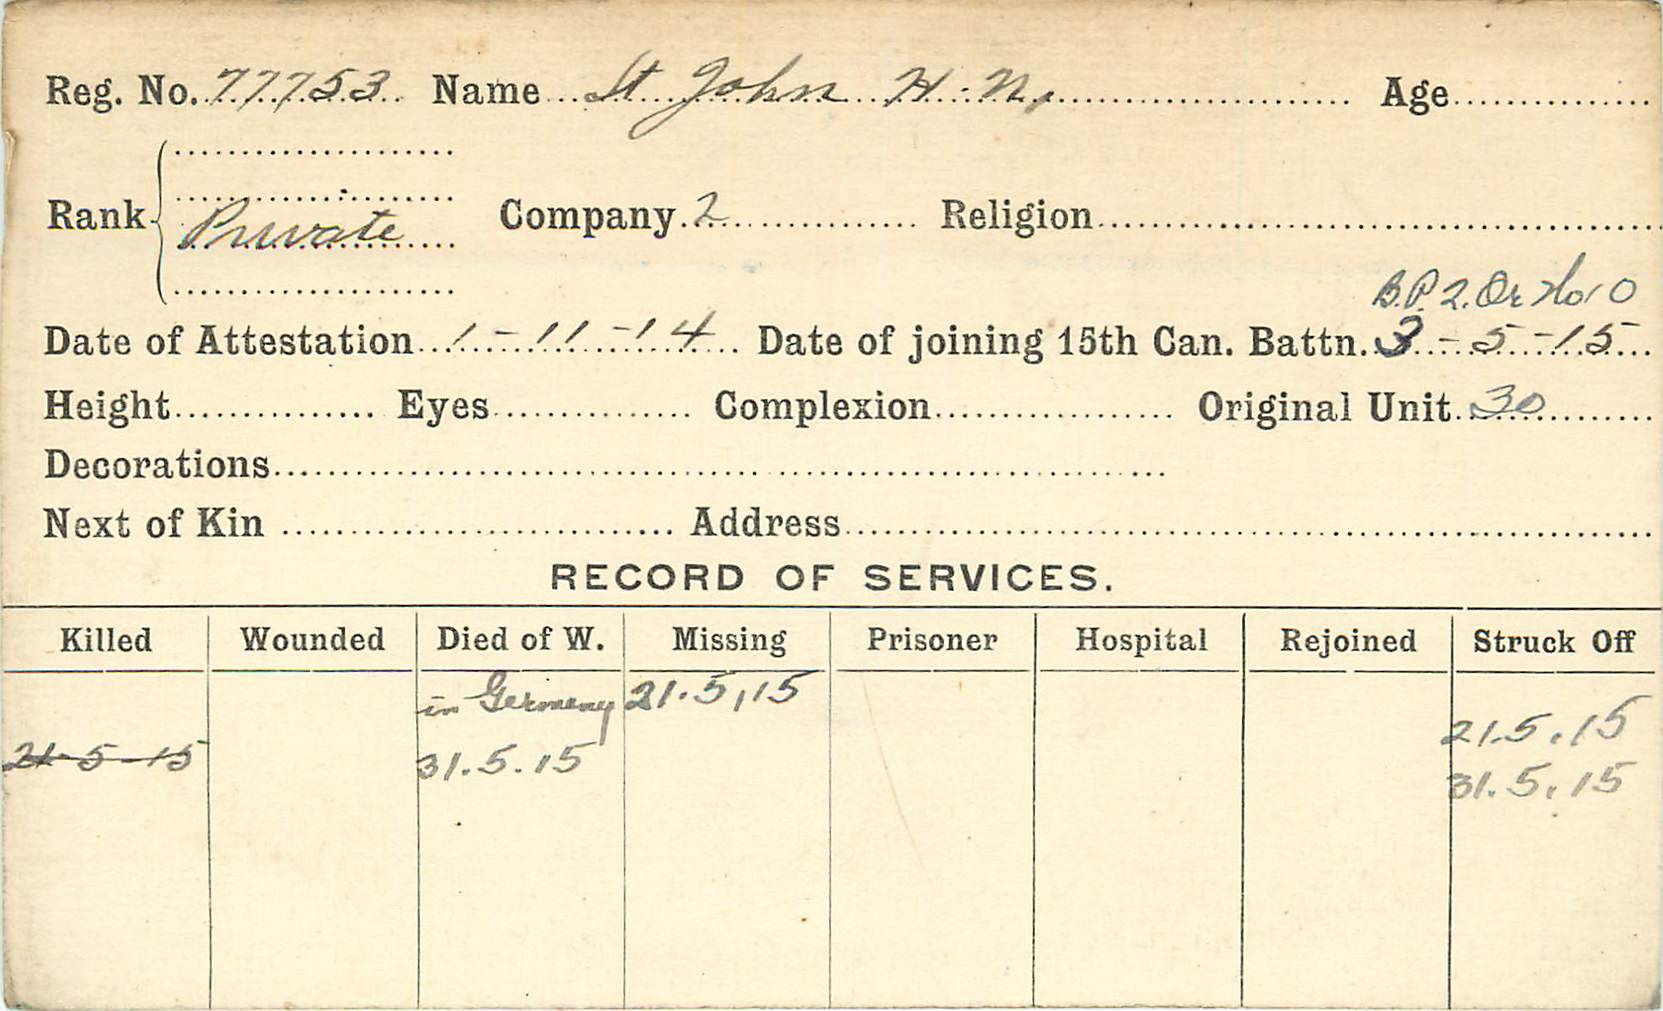 Reg. No. 77753 Name St John H. N. Age
Rank Private Company 2 Religion
B.P. 2. Or
Date of Attestation 1-11-14 Date of joining 15th Can. Battn. 3-5-15
Height Eyes Complexion Original Unit 30
Decorations
Next of Kin Address
RECORD OF SERVICES.
Killed Wounded Died of W. Missing Prisoner Hospital Rejoined Struck Off
in Germany 21.5.15
21.5.15
21-5-15 31.5.15
31.5.15